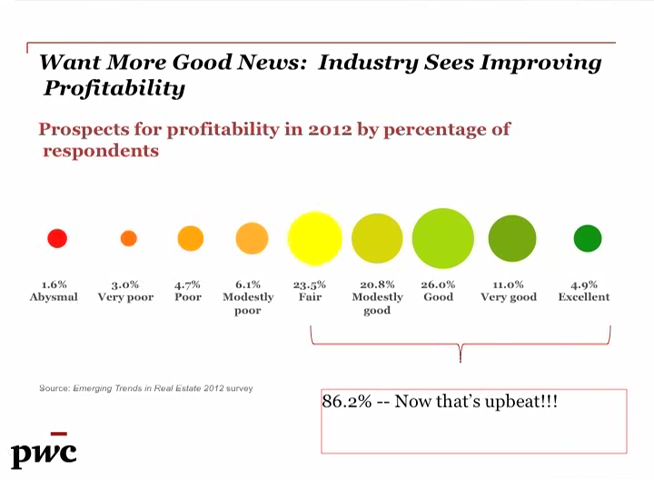 Want More Good News:  Industry Sees Improving
Profitability
Prospects for profitability in 2012 by percentage of
respondents
1.6% 3.0% 4.7% 6.1% 23.5% 20.8% 26.0% 11.0% 4.9%
Abysmal Very poor Poor Modestly Fair Modestly Good Very good Excellent
poor good
Source: Emerging Trends in Real Estate 2012 survey
86.2% -- Now that's upbeat!!!
pwc